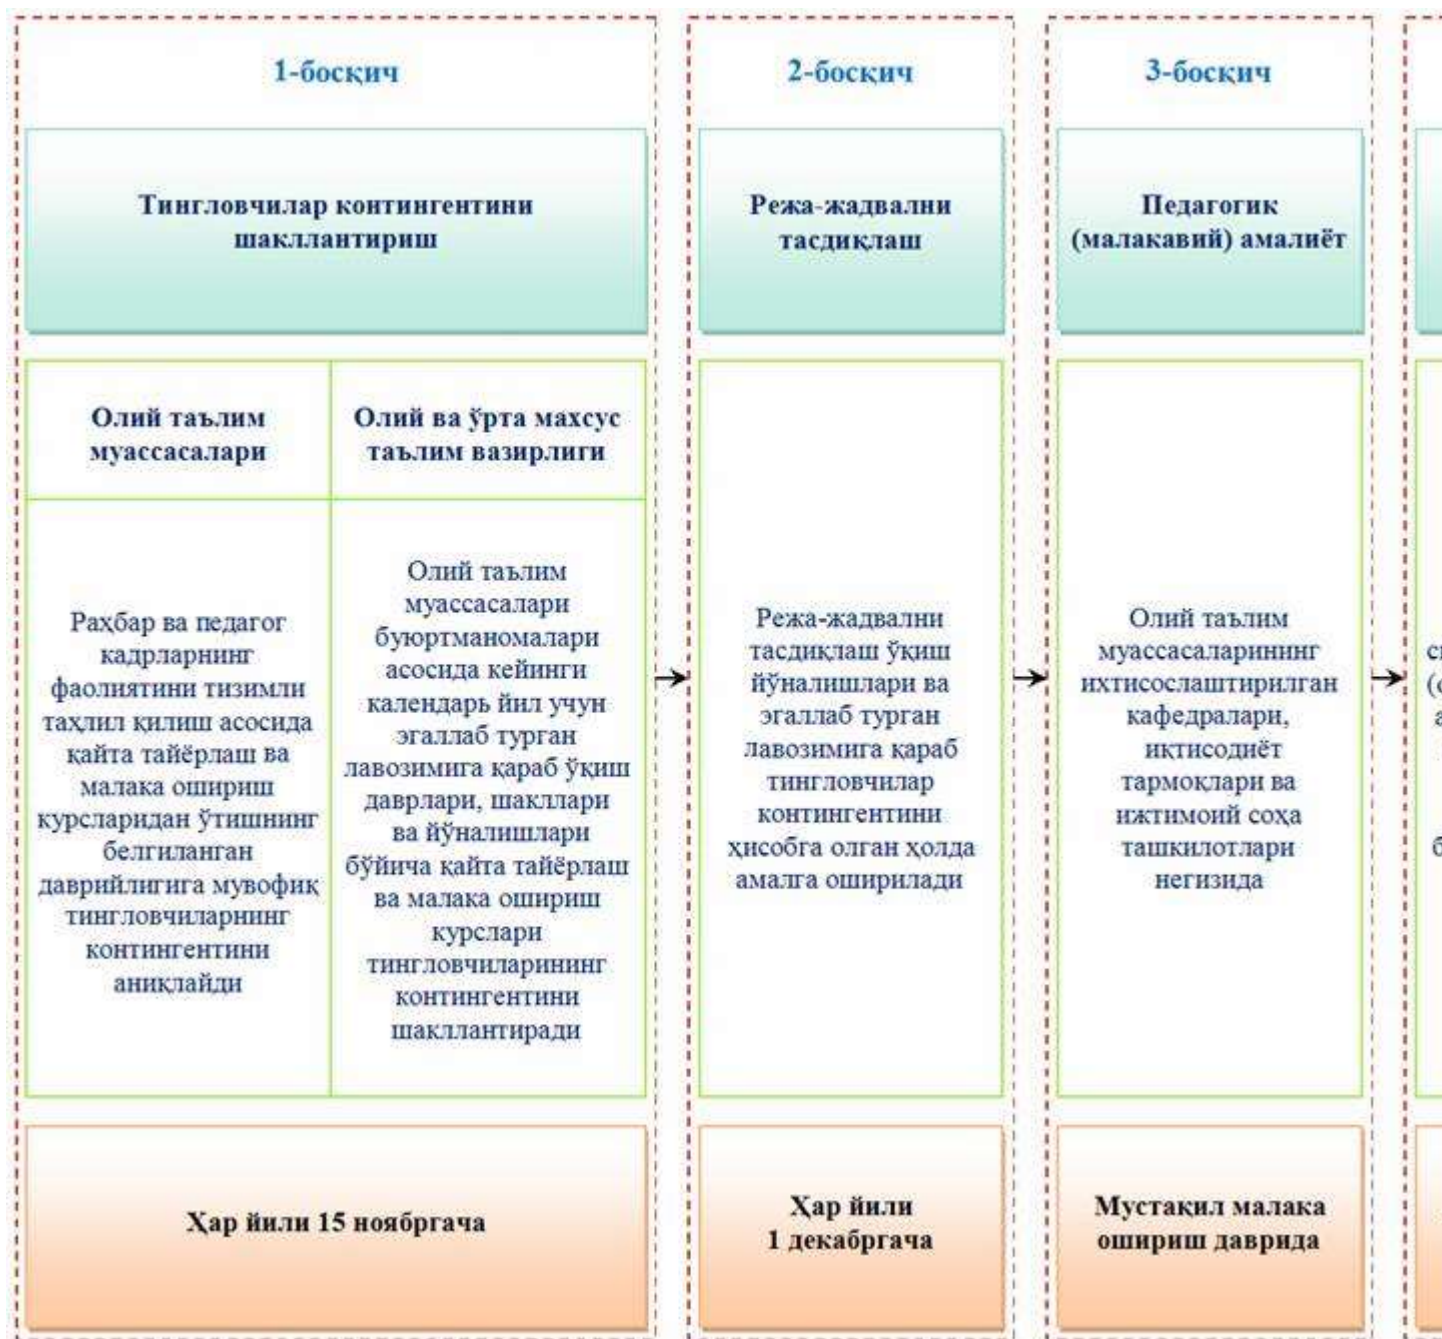 1-босқич
Тингловчилар контингентини
шакллантириш
Олий таълим
муассасалари
Олий ва ўрта махсус
таълим вазирлиги
Раҳбар ва педагог
кадрларнинг
фаолиятини тизимли
таҳлил қилиш асосида
қайта тайёрлаш ва
малака ошириш
курсларидан ўтишнинг
белгиланган
даврийлигига мувофиқ
тингловчиларнинг
контингентини
аниқлайди
Олий таълим
муассасалари
буюртманомалари
асосида кейинги
календарь йил учун
эгаллаб турган
лавозимига қараб ўқиш
даврлари, шакллари
ва йўналишлари
бўйича қайта тайёрлаш
ва малака ошириш
курслари
тингловчиларининг
контингентини
шакллантиради
Ҳар йили 15 ноябргача
2-босқич
Режа-жадвални
тасдиқлаш
Режа-жадвални
тасдиқлаш ўқиш
йўналишлари ва
эгаллаб турган
лавозимига қараб
тингловчилар
контингентини
ҳисобга олган ҳолда
амалга оширилади
Ҳар йили
1 декабргача
3-босқич
Педагогик
(малакавий) амалиёт
Олий таълим
муассасаларининг
ихтисослаштирилган
кафедралари,
иқтисодиёт
тармоқлари ва
ижтимоий соҳа
ташкилотлари
негизида
Мустақил малака
ошириш даврида